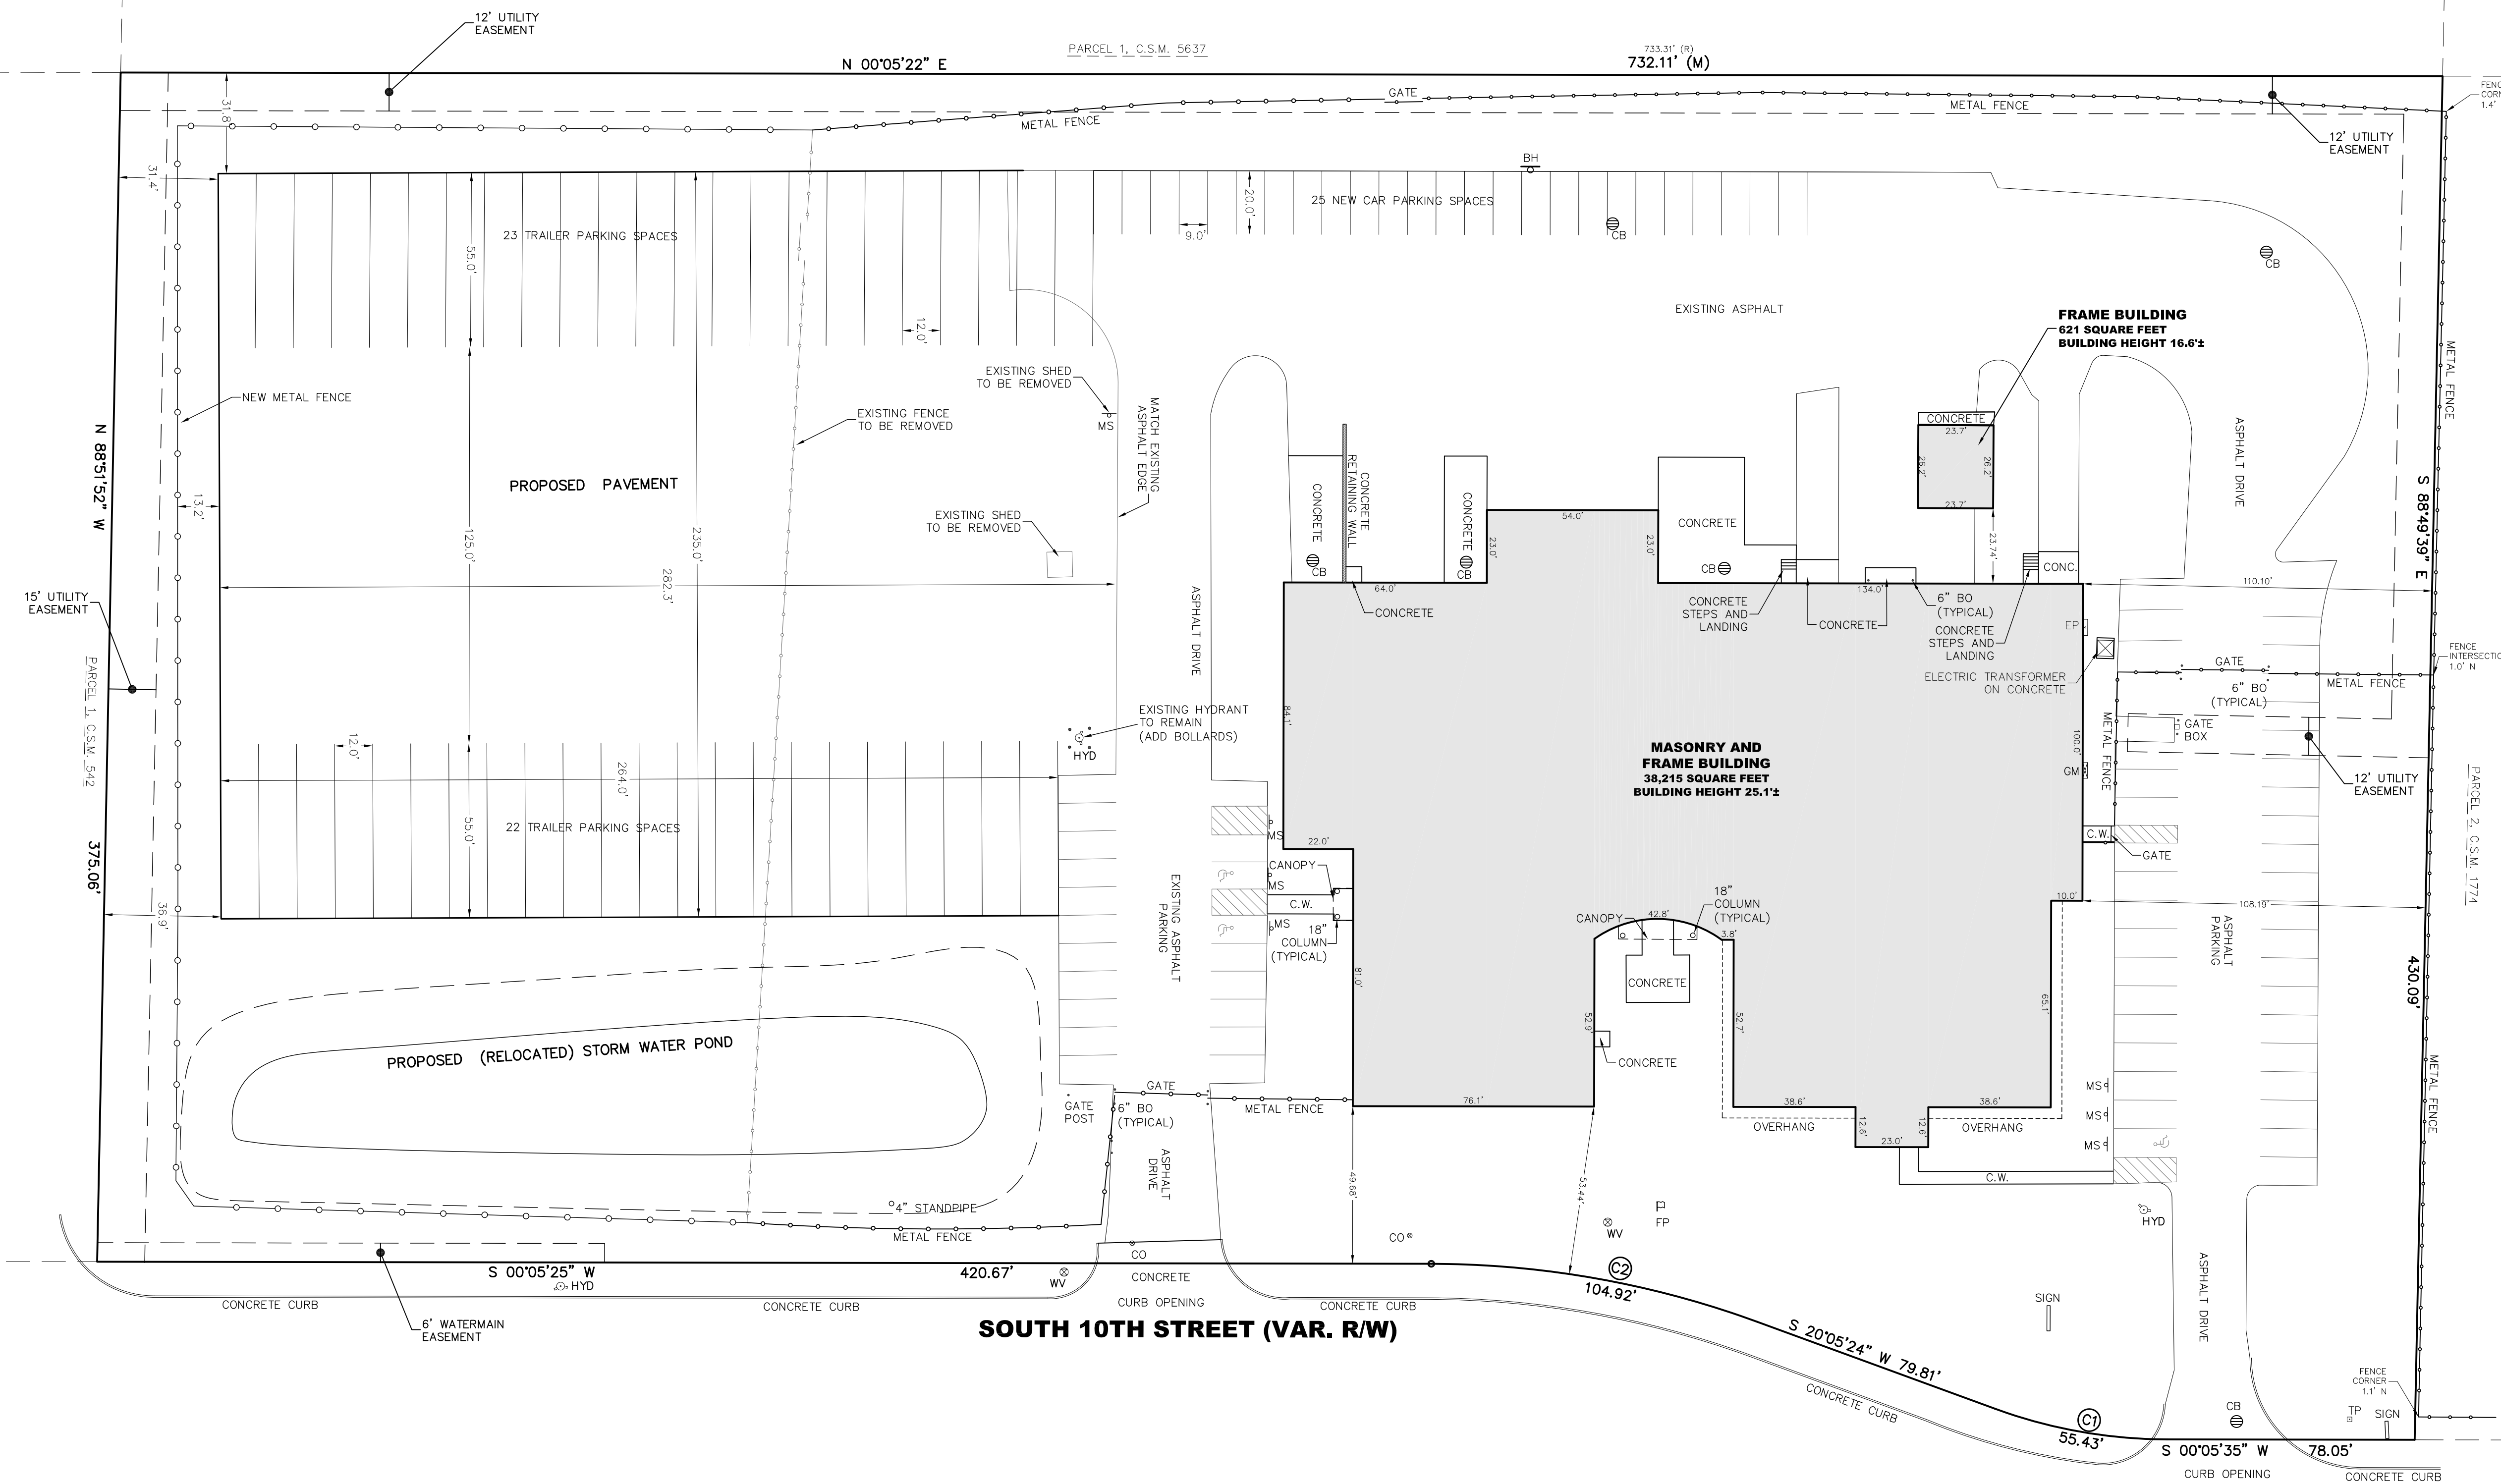 12' UTILITY
EASEMENT
PARCEL 1, C.S.M. 5637
N 00°05'22" E
733.31' (R)
732.11' (M)
GATE
METAL FENCE
METAL FENCE
FENC
CORN
1.4'
12' UTILITY
EASEMENT
31.8'
31.4'
BH
23 TRAILER PARKING SPACES
55.0'
12.0'
25 NEW CAR PARKING SPACES
9.0'
20.0'
CB
CB
EXISTING ASPHALT
FRAME BUILDING
621 SQUARE FEET
BUILDING HEIGHT 16.6'±
METAL FENCE
EXISTING SHED
TO BE REMOVED
MS
NEW METAL FENCE
EXISTING FENCE
TO BE REMOVED
MATCH EXISTING
ASPHALT EDGE
N 88°51'52" W
375.06'
13.2'
PROPOSED PAVEMENT
EXISTING SHED
TO BE REMOVED
125.0'
235.0'
282.3'
CONCRETE
CONCRETE
RETAINING WALL
CB
CONCRETE
CB
54.0'
23.0'
23.0'
CONCRETE
CB
CONCRETE
23.7'
26.2'
26.2'
23.7'
23.74'
CONC.
ASPHALT DRIVE
S 88°49'39" E
430.09'
64.0'
CONCRETE
134.0'
CONCRETE
STEPS AND
LANDING
CONCRETE
6" BO
(TYPICAL)
CONCRETE
STEPS AND
LANDING
EP
110.10'
ASPHALT DRIVE
15' UTILITY
EASEMENT
PARCEL 1, C.S.M. 542
ELECTRIC TRANSFORMER
ON CONCRETE
GATE
METAL FENCE
6" BO
(TYPICAL)
FENCE
INTERSECTIO
1.0' N
METAL FENCE
GATE
BOX
12' UTILITY
EASEMENT
PARCEL 2, C.S.M. 1774
EXISTING HYDRANT
TO REMAIN
(ADD BOLLARDS)
HYD
84.1'
MASONRY AND
FRAME BUILDING
38,215 SQUARE FEET
BUILDING HEIGHT 25.1'±
100.0'
GM
12.0'
264.0'
55.0'
22 TRAILER PARKING SPACES
36.9'
EXISTING ASPHALT
PARKING
MS
22.0'
CANOPY
MS
C.W.
MS
18"
COLUMN
(TYPICAL)
81.0'
CANOPY
42.8'
18"
COLUMN
(TYPICAL)
3.8'
CONCRETE
52.9'
52.7'
CONCRETE
C.W.
GATE
10.0'
108.19'
65.1'
ASPHALT
PARKING
PROPOSED (RELOCATED) STORM WATER POND
GATE
GATE
POST
6" BO
(TYPICAL)
METAL FENCE
76.1'
38.6'
OVERHANG
12.6'
23.0'
12.6'
38.6'
OVERHANG
MS
MS
MS
METAL FENCE
C.W.
ASPHALT
DRIVE
49.68'
53.44'
4" STANDPIPE
METAL FENCE
CO
CO
WV
FP
HYD
S 00°05'25" W
420.67'
HYD
WV
CONCRETE
CURB OPENING
CONCRETE CURB
CONCRETE CURB
CONCRETE CURB
C2
104.92'
6' WATERMAIN
EASEMENT
SOUTH 10TH STREET (VAR. R/W)
S 20°05'24" W 79.81'
CONCRETE CURB
SIGN
ASPHALT DRIVE
C1
55.43'
FENCE
CORNER
1.1' N
CB
TP
SIGN
S 00°05'35" W
78.05'
CURB OPENING
CONCRETE CURB